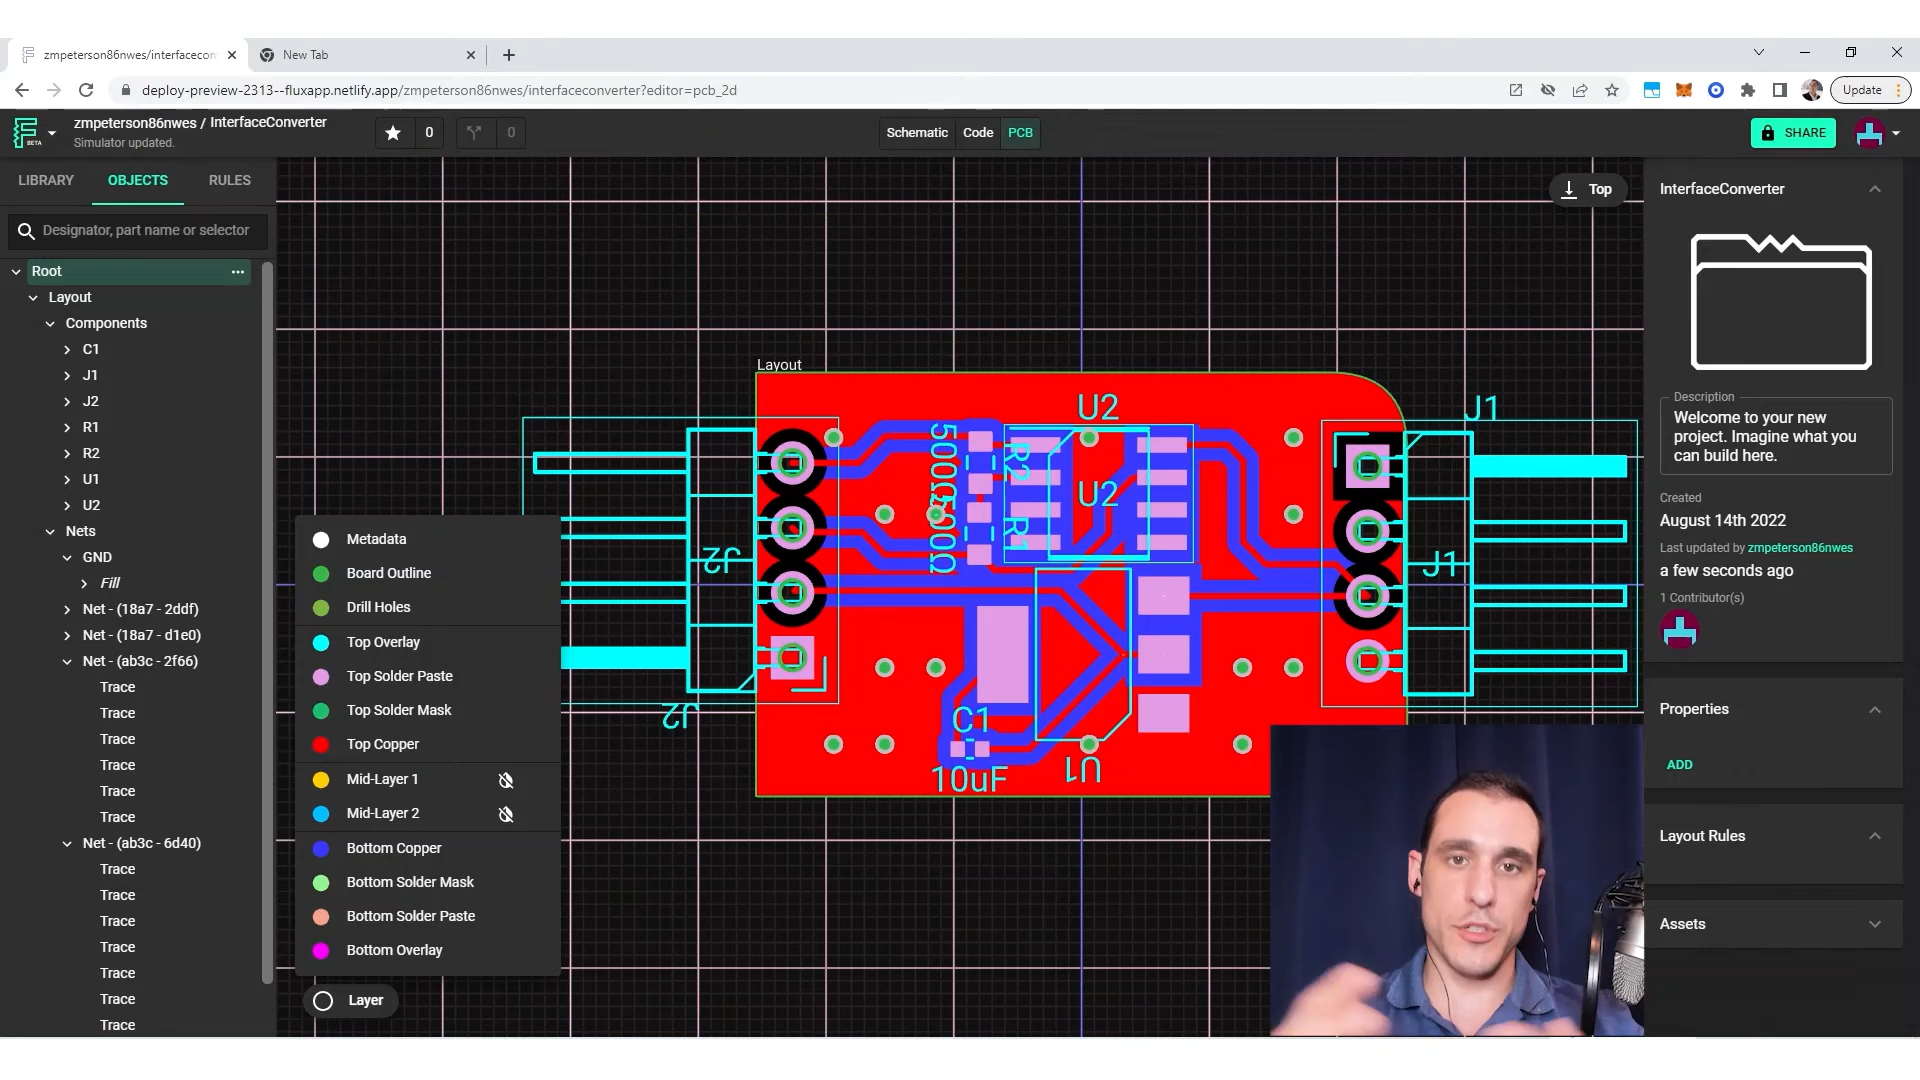 zmpeterson86nwes/interfacecon
New Tab
deploy-preview-2313--fluxapp.netlify.app/zmpeterson86nwes/interfaceconverter?editor=pcb_2d
Update
BETA
zmpeterson86nwes / InterfaceConverter
Simulator updated.
0
0
Schematic
Code
PCB
SHARE
LIBRARY
OBJECTS
RULES
Designator, part name or selector
Root
Layout
Components
C1
J1
J2
R1
R2
U1
U2
Nets
GND
Fill
Net - (18a7 - 2ddf)
Net - (18a7 - d1e0)
Net - (ab3c - 2f66)
Trace
Trace
Trace
Trace
Trace
Trace
Net - (ab3c - 6d40)
Trace
Trace
Trace
Trace
Trace
Trace
Trace
Metadata
Board Outline
Drill Holes
Top Overlay
Top Solder Paste
Top Solder Mask
Top Copper
Mid-Layer 1
Mid-Layer 2
Bottom Copper
Bottom Solder Mask
Bottom Solder Paste
Bottom Overlay
Layer
Top
Layout
U2
J1
R2
U2
R1
J2
J1
J2
C1
10uF
U1
InterfaceConverter
Description
Welcome to your new
project. Imagine what you
can build here.
Created
August 14th 2022
Last updated by zmpeterson86nwes
a few seconds ago
1 Contributor(s)
Properties
ADD
Layout Rules
Assets